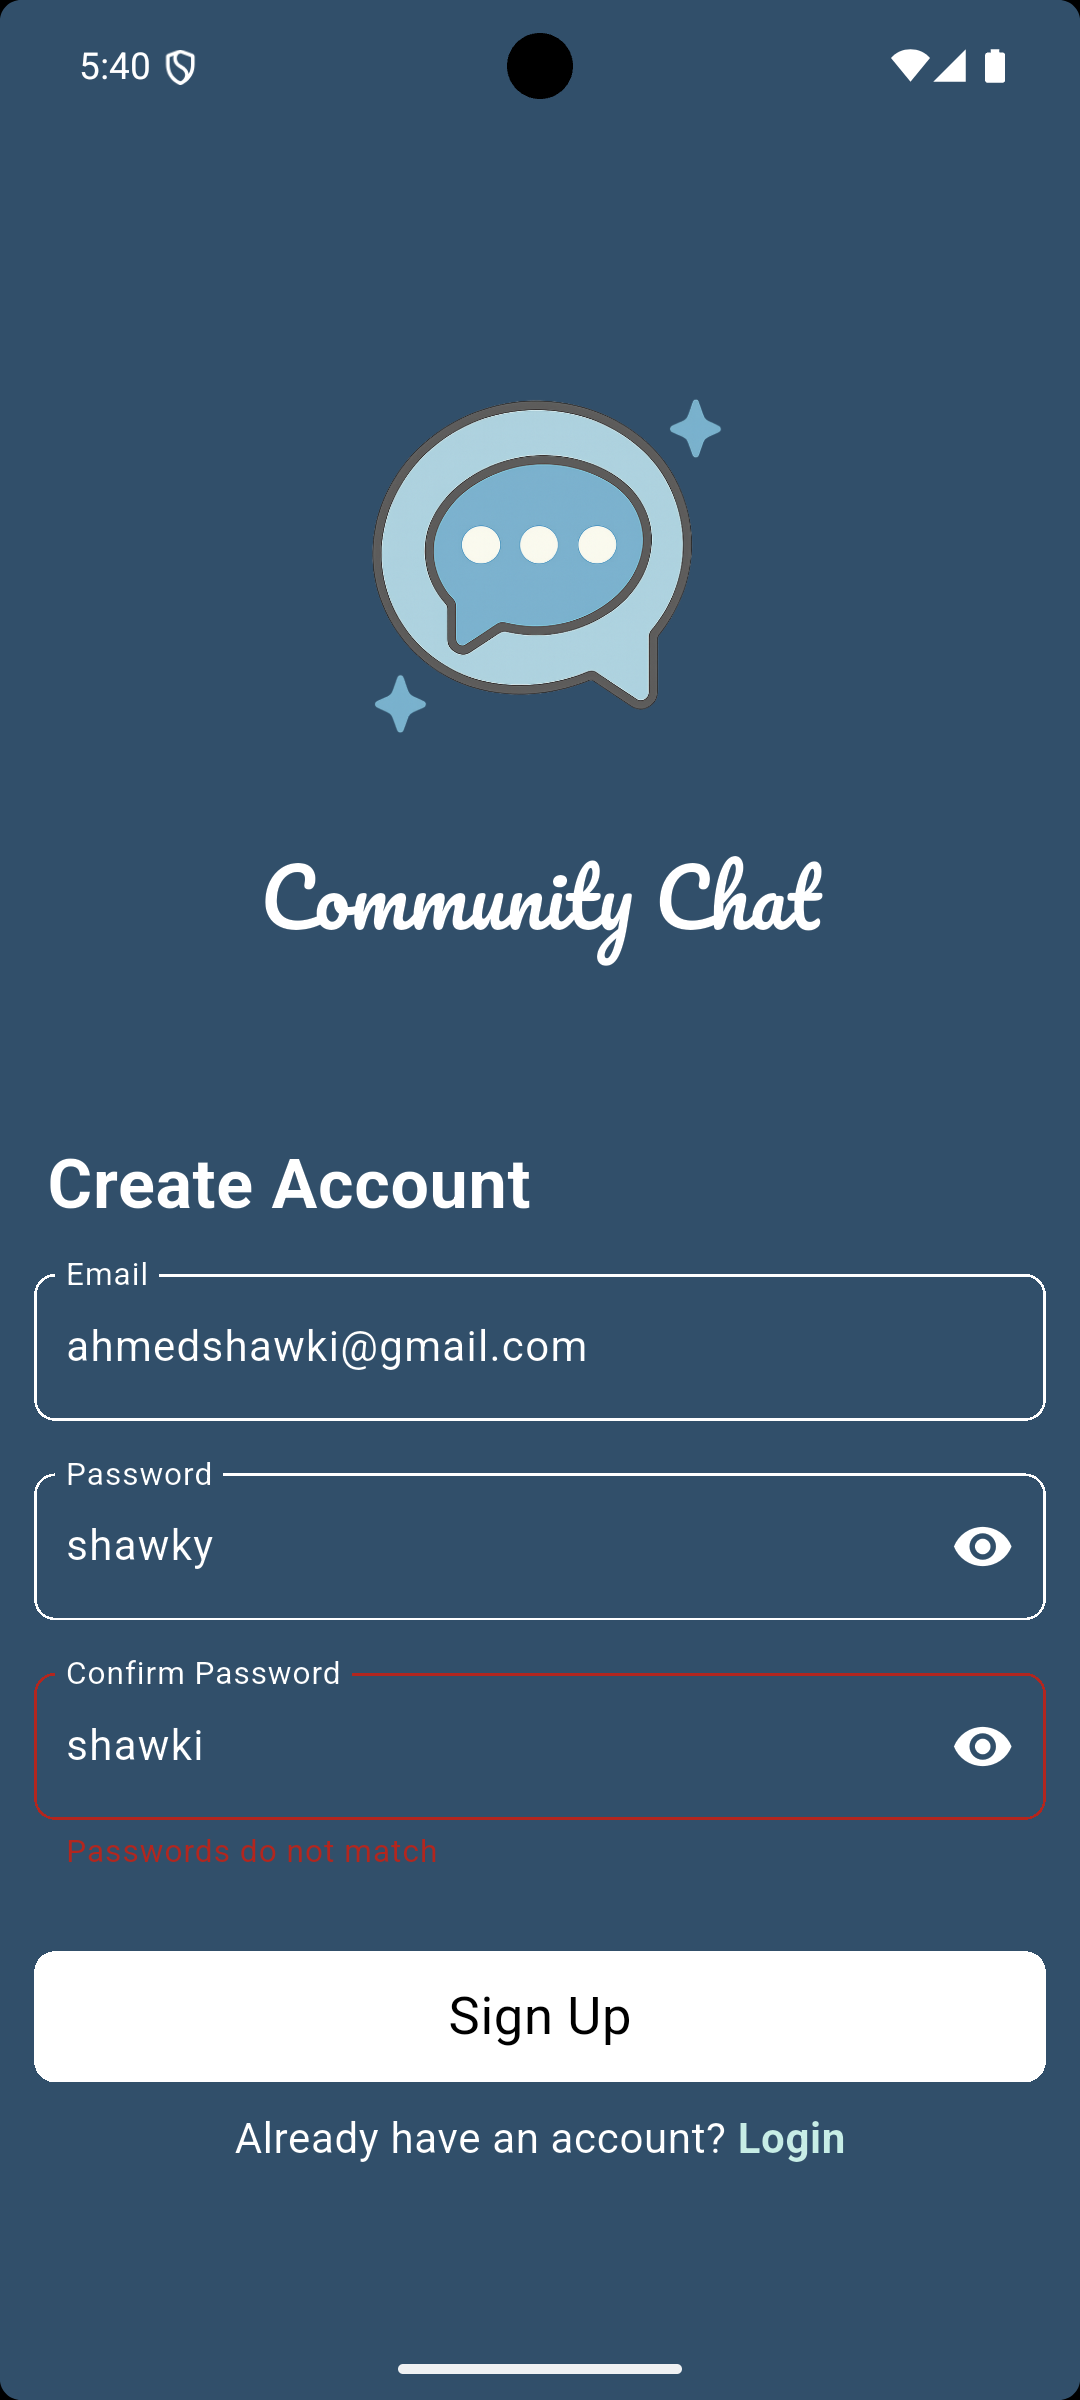 5:40
Community Chat
Create Account
Email
ahmedshawki@gmail.com
Password
shawky
Confirm Password
shawki
Passwords do not match
Sign Up
Already have an account? Login